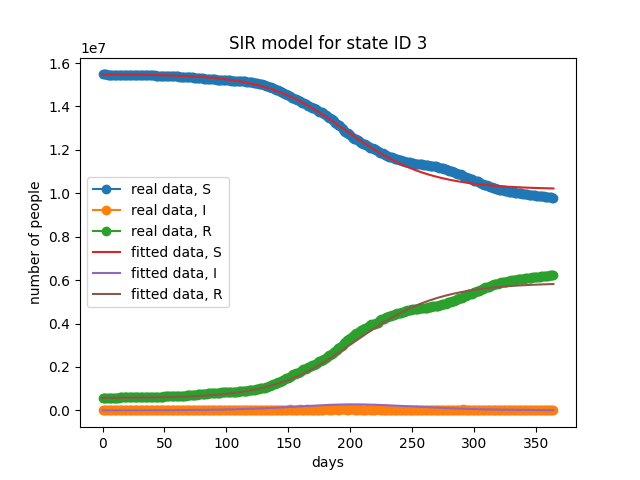 SIR model for state ID 3
1e7
1.6
1.4
1.2
1.0
0.8
0.6
0.4
0.2
0.0
number of people
real data, S
real data, I
real data, R
fitted data, S
fitted data, I
fitted data, R
0 50 100 150 200 250 300 350
days